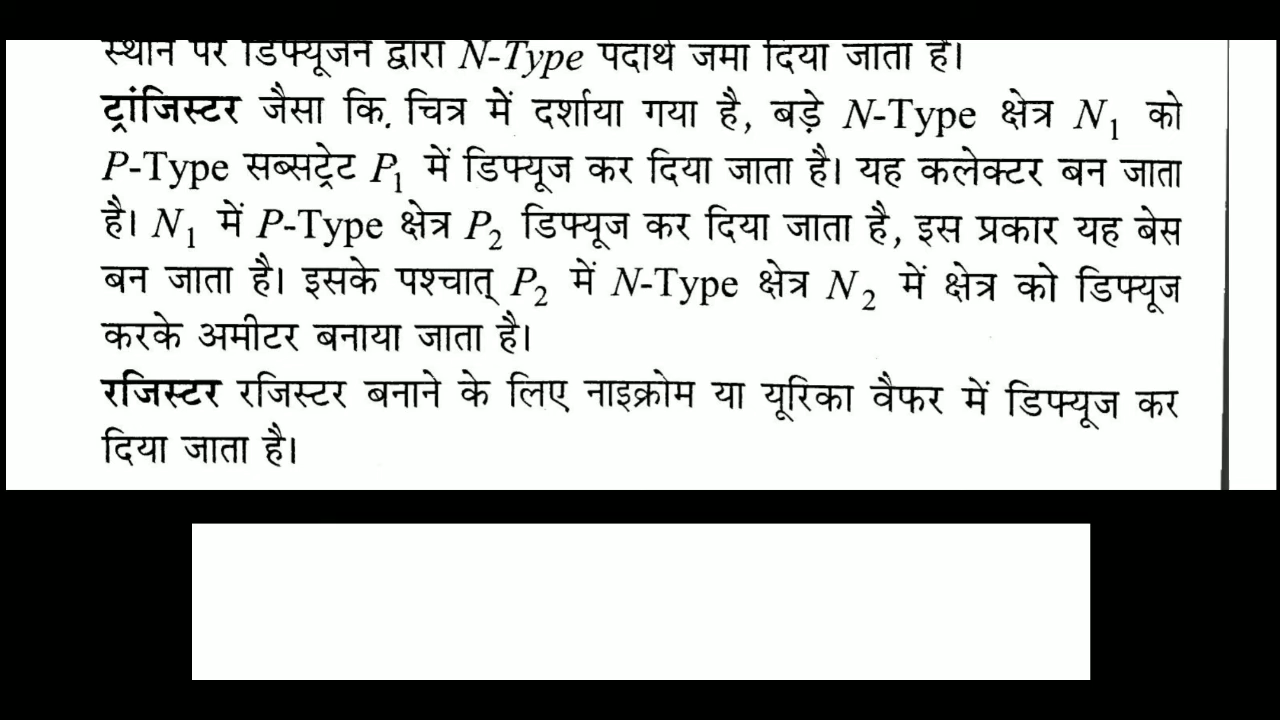 स्थान पर डिफ्यूजन द्वारा N-Type पदार्थ जमा दिया जाता है।
ट्रांजिस्टर जैसा कि. चित्र में दर्शाया गया है, बड़े N-Type क्षेत्र N₁ को
P-Type सब्सट्रेट P₁ में डिफ्यूज कर दिया जाता है। यह कलेक्टर बन जाता
है। N₁ में P-Type क्षेत्र P₂ डिफ्यूज कर दिया जाता है, इस प्रकार यह बेस
बन जाता है। इसके पश्चात् P₂ में N-Type क्षेत्र N₂ में क्षेत्र को डिफ्यूज
करके अमीटर बनाया जाता है।
रजिस्टर रजिस्टर बनाने के लिए नाइक्रोम या यूरिका वैफर में डिफ्यूज कर
दिया जाता है।